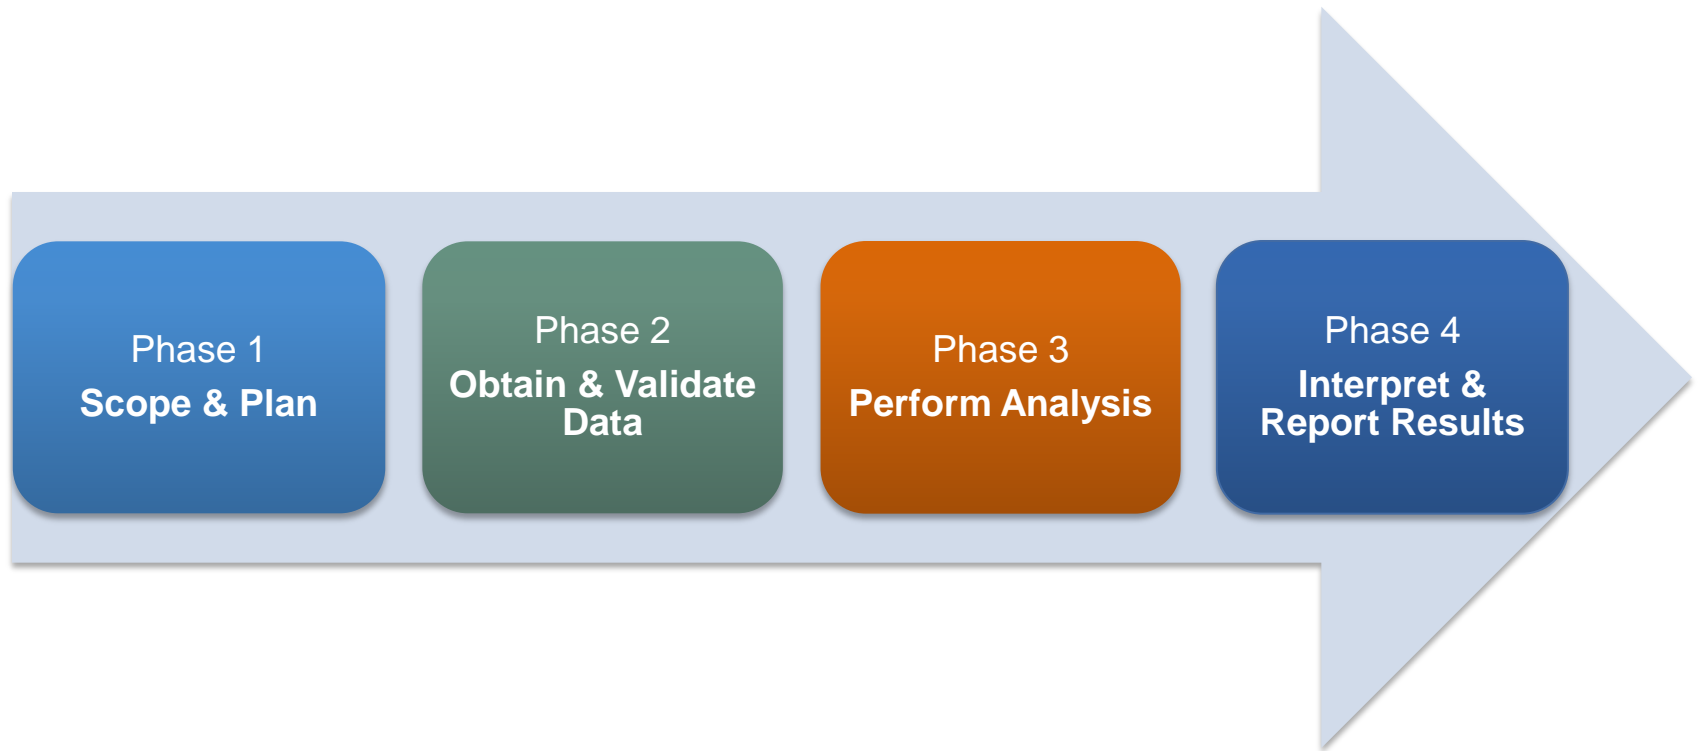 Phase 1
Scope & Plan
Phase 2
Obtain & Validate
Data
Phase 3
Perform Analysis
Phase 4
Interpret &
Report Results